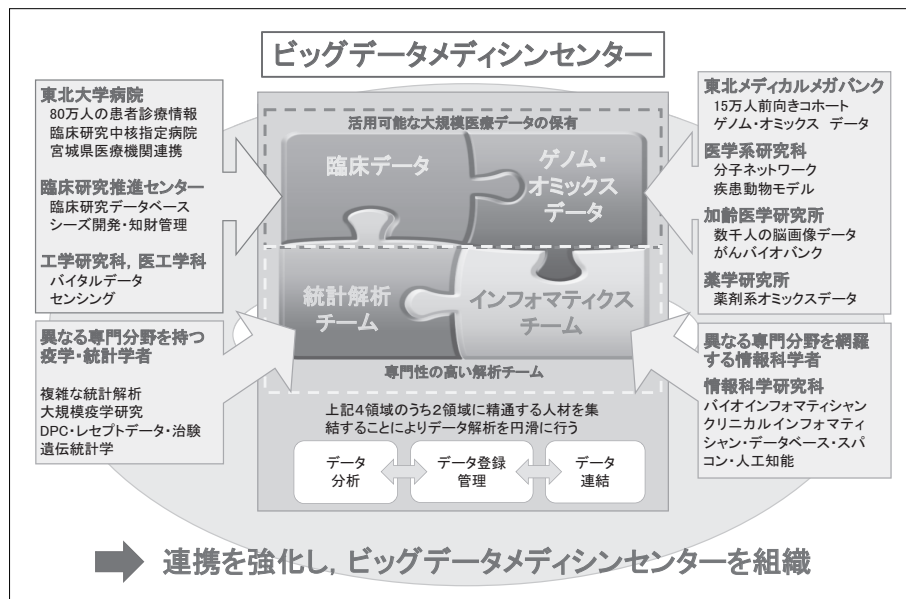 ビッグデータメディシンセンター
東北大学病院
80万人の患者診療情報
臨床研究中核指定病院
宮城県医療機関連携
臨床研究推進センター
臨床研究データベース
シーズ開発・知財管理
工学研究科, 医工学科
バイタルデータ
センシング
異なる専門分野を持つ
疫学・統計学者
複雑な統計解析
大規模疫学研究
DPC・レセプトデータ・治験
遺伝統計学
活用可能な大規模医療データの保有
臨床データ
ゲノム・
オミックス
データ
統計解析
チーム
インフォマティクス
チーム
専門性の高い解析チーム
上記4領域のうち2領域に精通する人材を集
結することによりデータ解析を円滑に行う
データ
分析
データ登録
管理
データ
連結
東北メディカルメガバンク
15万人前向きコホート
ゲノム・オミックス データ
医学系研究科
分子ネットワーク
疾患動物モデル
加齢医学研究所
数千人の脳画像データ
がんバイオバンク
薬学研究所
薬剤系オミックスデータ
異なる専門分野を網羅
する情報科学者
情報科学研究科
バイオインフォマティシャン
クリニカルインフォマティ
シャン・データベース・スパ
コン・人工知能
連携を強化し, ビッグデータメディシンセンターを組織